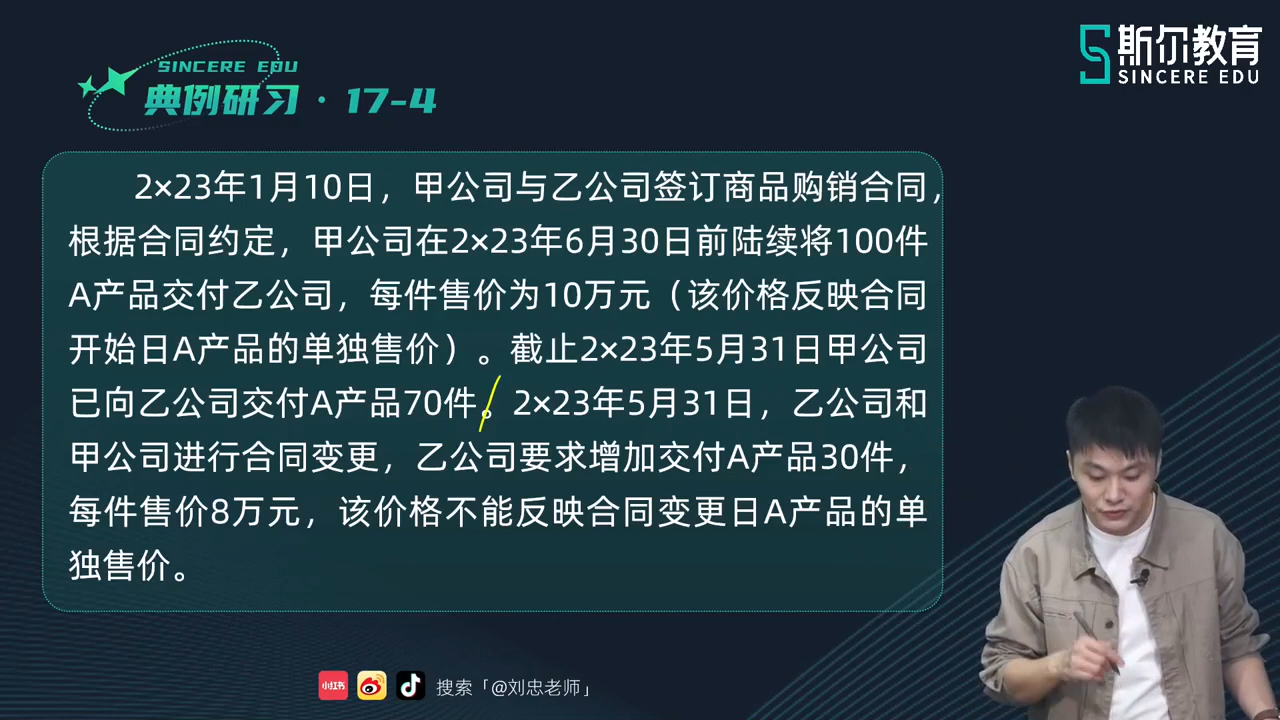 斯尔教育
SINCERE EDU
SINCERE EDU
典例研习·17-4
2×23年1月10日，甲公司与乙公司签订商品购销合同，
根据合同约定，甲公司在2×23年6月30日前陆续将100件
A产品交付乙公司，每件售价为10万元（该价格反映合同
开始日A产品的单独售价）。截止2×23年5月31日甲公司
已向乙公司交付A产品70件。2×23年5月31日，乙公司和
甲公司进行合同变更，乙公司要求增加交付A产品30件，
每件售价8万元，该价格不能反映合同变更日A产品的单
独售价。
小红书
搜索「@刘忠老师」